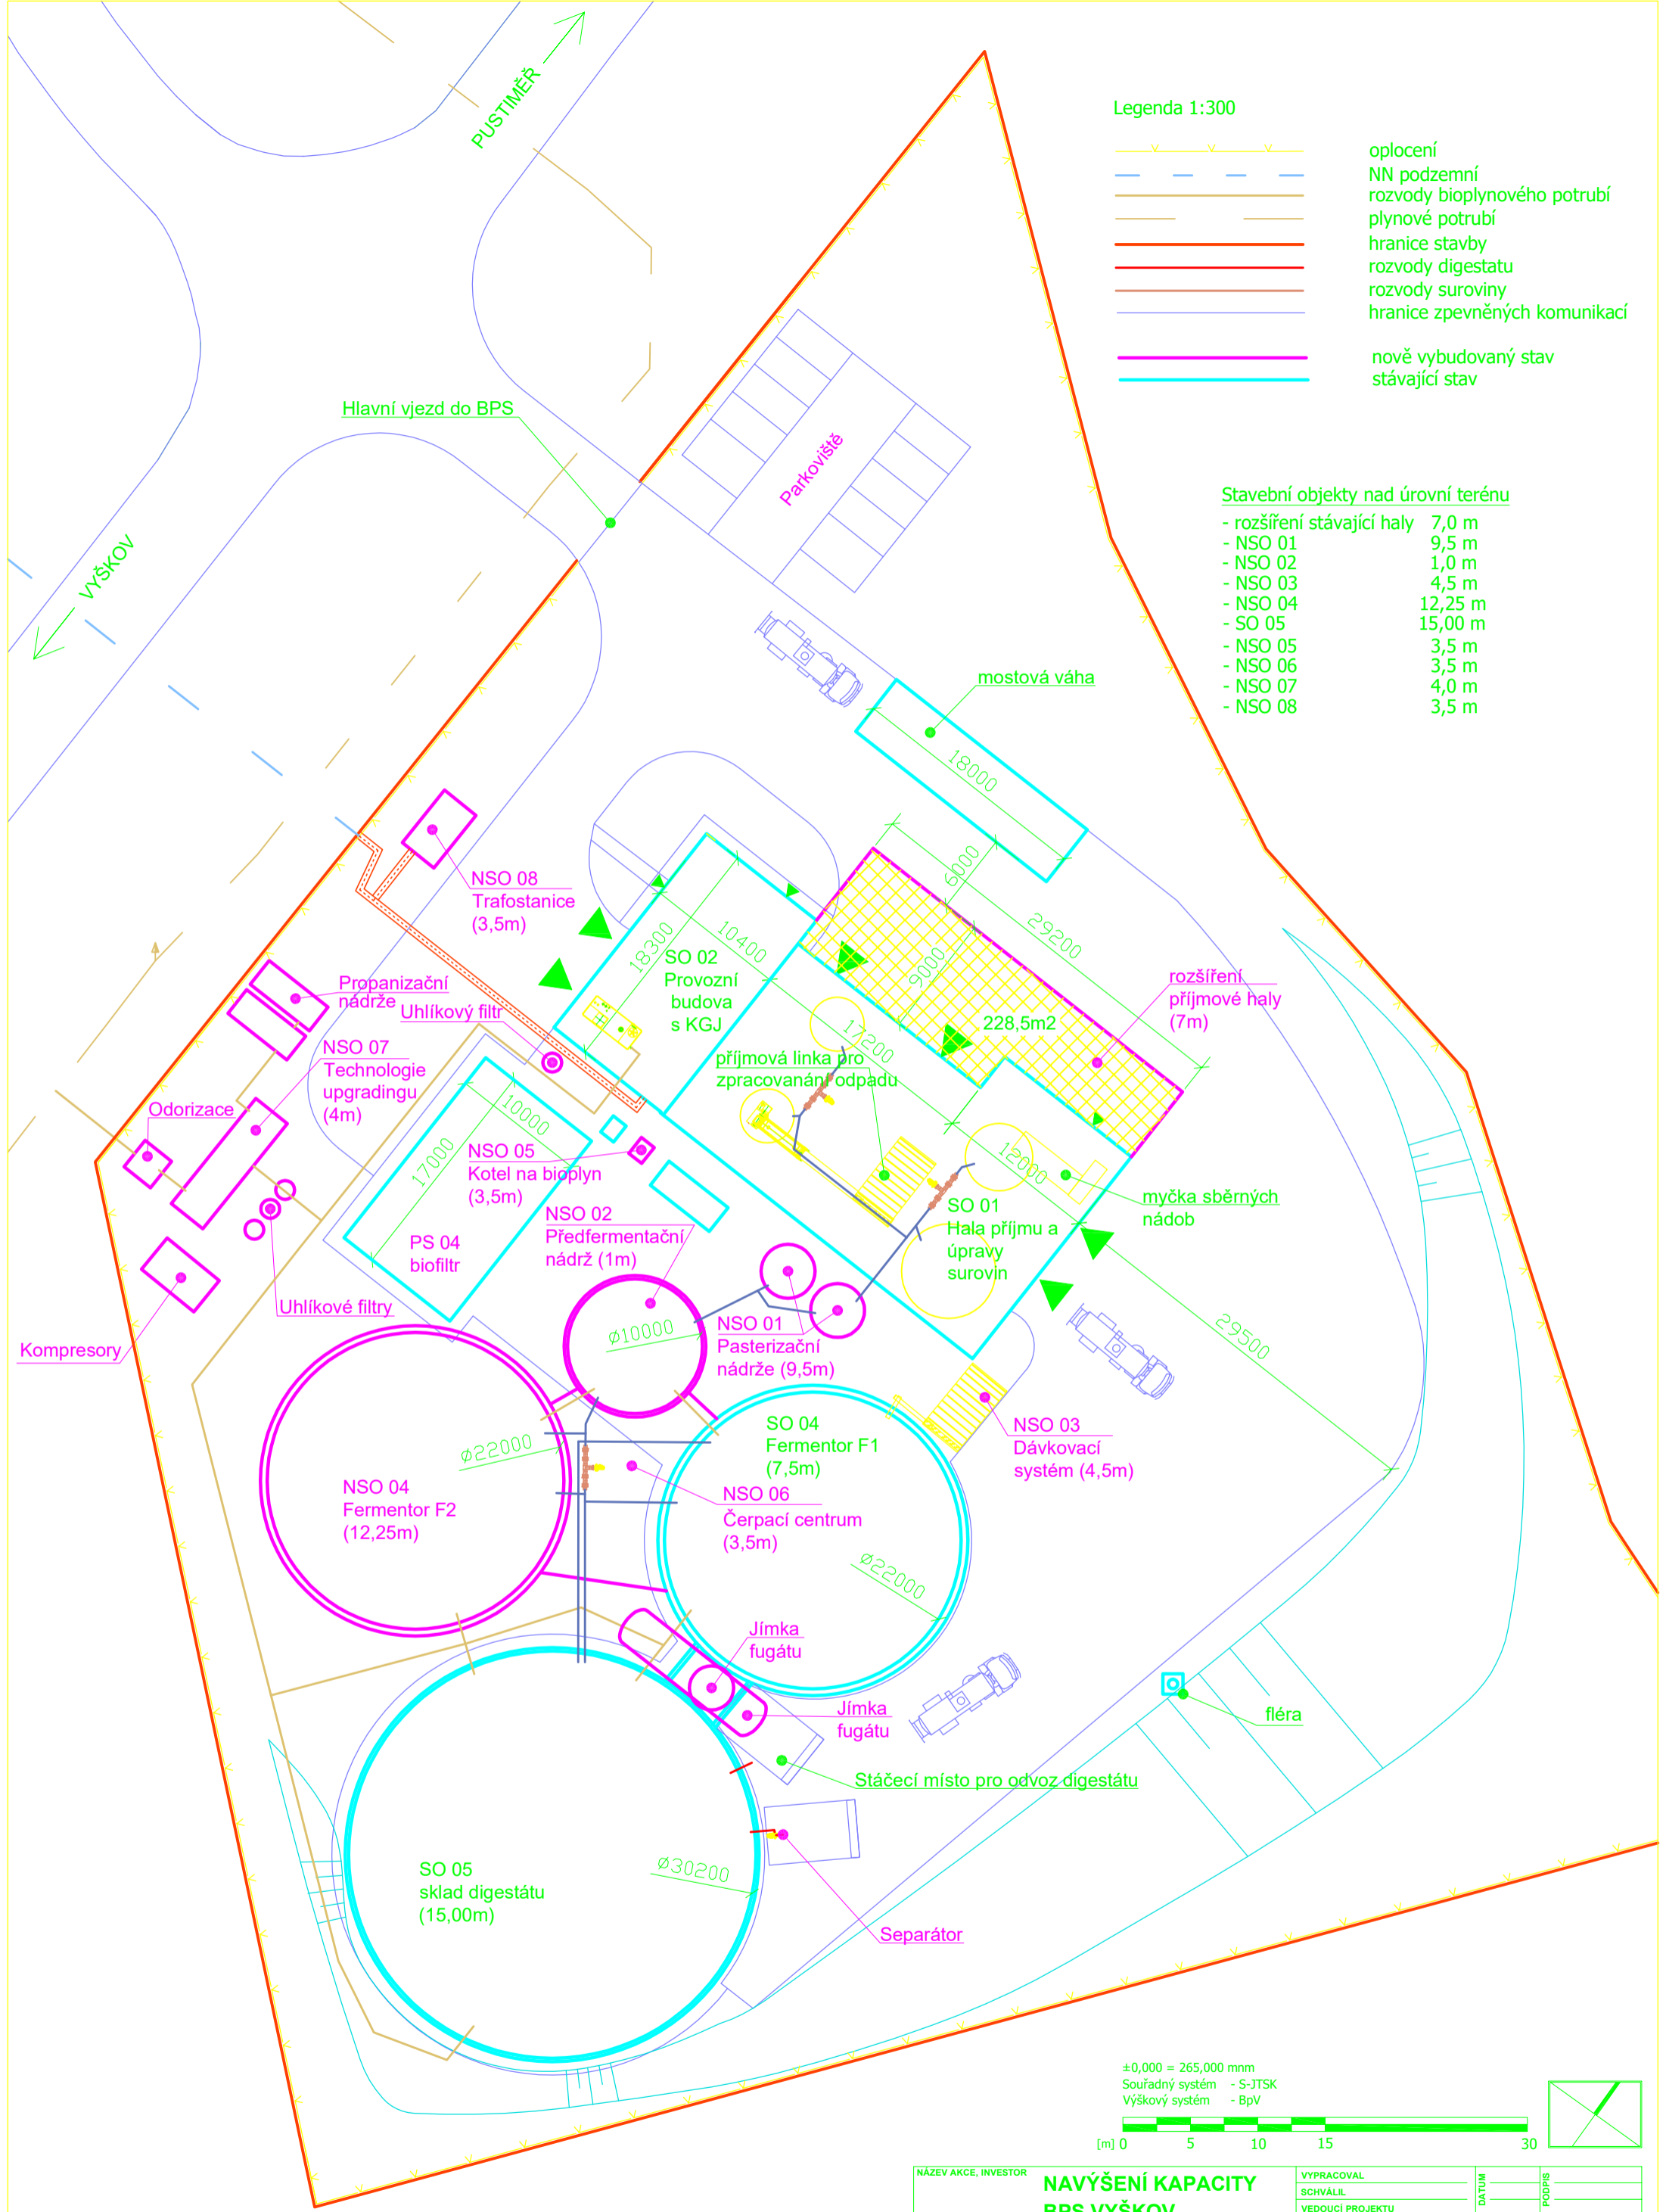 PUSTIMĚŘ
VYŠKOV
Legenda 1:300
oplocení
NN podzemní
rozvody bioplynového potrubí
plynové potrubí
hranice stavby
rozvody digestatu
rozvody suroviny
hranice zpevněných komunikací
nově vybudovaný stav
stávající stav
Hlavní vjezd do BPS
Parkoviště
Stavební objekty nad úrovní terénu
- rozšíření stávající haly 7,0 m
- NSO 01 9,5 m
- NSO 02 1,0 m
- NSO 03 4,5 m
- NSO 04 12,25 m
- SO 05 15,00 m
- NSO 05 3,5 m
- NSO 06 3,5 m
- NSO 07 4,0 m
- NSO 08 3,5 m
mostová váha
18000
6000
29200
9000
NSO 08
Trafostanice
(3,5m)
18300
10400
SO 02
Provozní
budova
s KGJ
17200
228,5m2
rozšíření
příjmové haly
(7m)
Propanizační
nádrže
Uhlíkový filtr
NSO 07
Technologie
upgradingu
(4m)
Odorizace
příjmová linka pro
zpracovanání odpadu
10000
17000
NSO 05
Kotel na bioplyn
(3,5m)
12000
myčka sběrných
nádob
SO 01
Hala příjmu a
úpravy
surovin
NSO 02
Předfermentační
nádrž (1m)
PS 04
biofiltr
Uhlíkové filtry
Kompresory
ø10000
NSO 01
Pasterizační
nádrže (9,5m)
29500
ø22000
SO 04
Fermentor F1
(7,5m)
NSO 03
Dávkovací
systém (4,5m)
NSO 04
Fermentor F2
(12,25m)
NSO 06
Čerpací centrum
(3,5m)
ø22000
Jímka
fugátu
Jímka
fugátu
fléra
Stáčecí místo pro odvoz digestátu
SO 05
sklad digestátu
(15,00m)
ø30200
Separátor
±0,000 = 265,000 mnm
Souřadný systém - S-JTSK
Výškový systém - BpV
[m] 0 5 10 15 30
NÁZEV AKCE, INVESTOR
NAVÝŠENÍ KAPACITY
BPS VYŠKOV
VYPRACOVAL
SCHVÁLIL
VEDOUCÍ PROJEKTU
DATUM
PODPIS